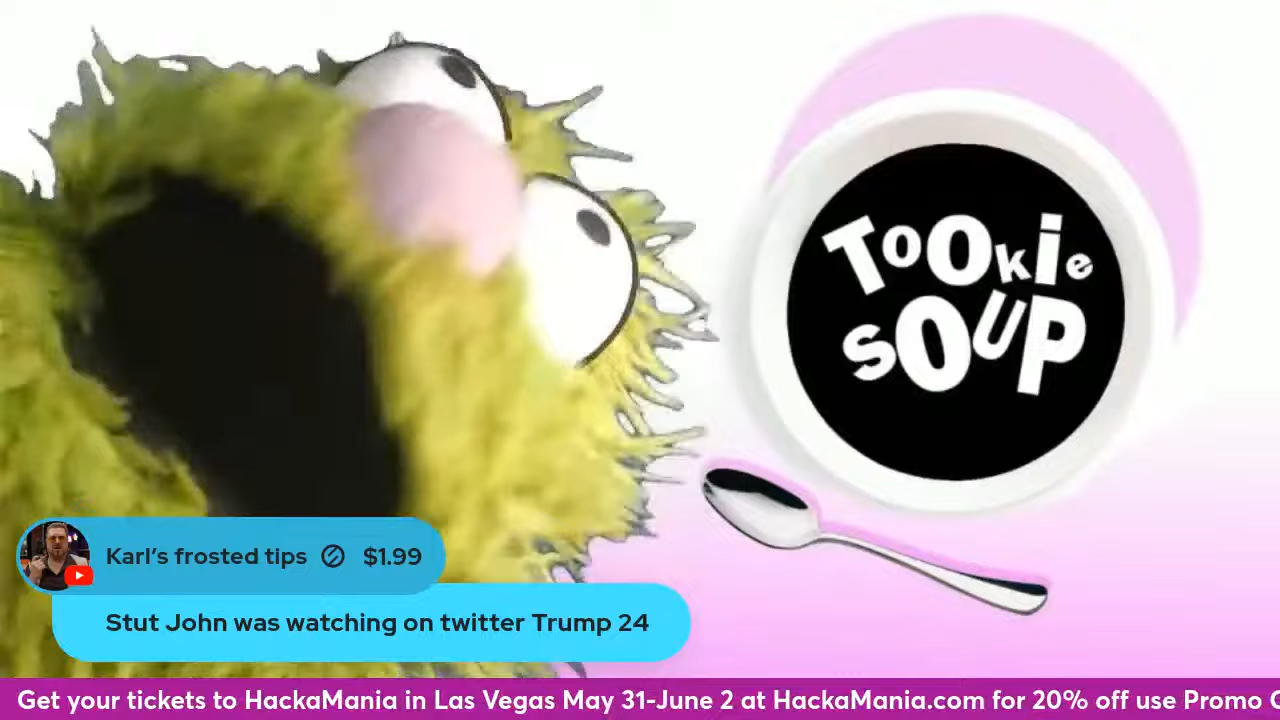 TOOkie
SOUP
Karl's frosted tips $1.99
Stut John was watching on twitter Trump 24
Get your tickets to HackaMania in Las Vegas May 31-June 2 at HackaMania.com for 20% off use Promo